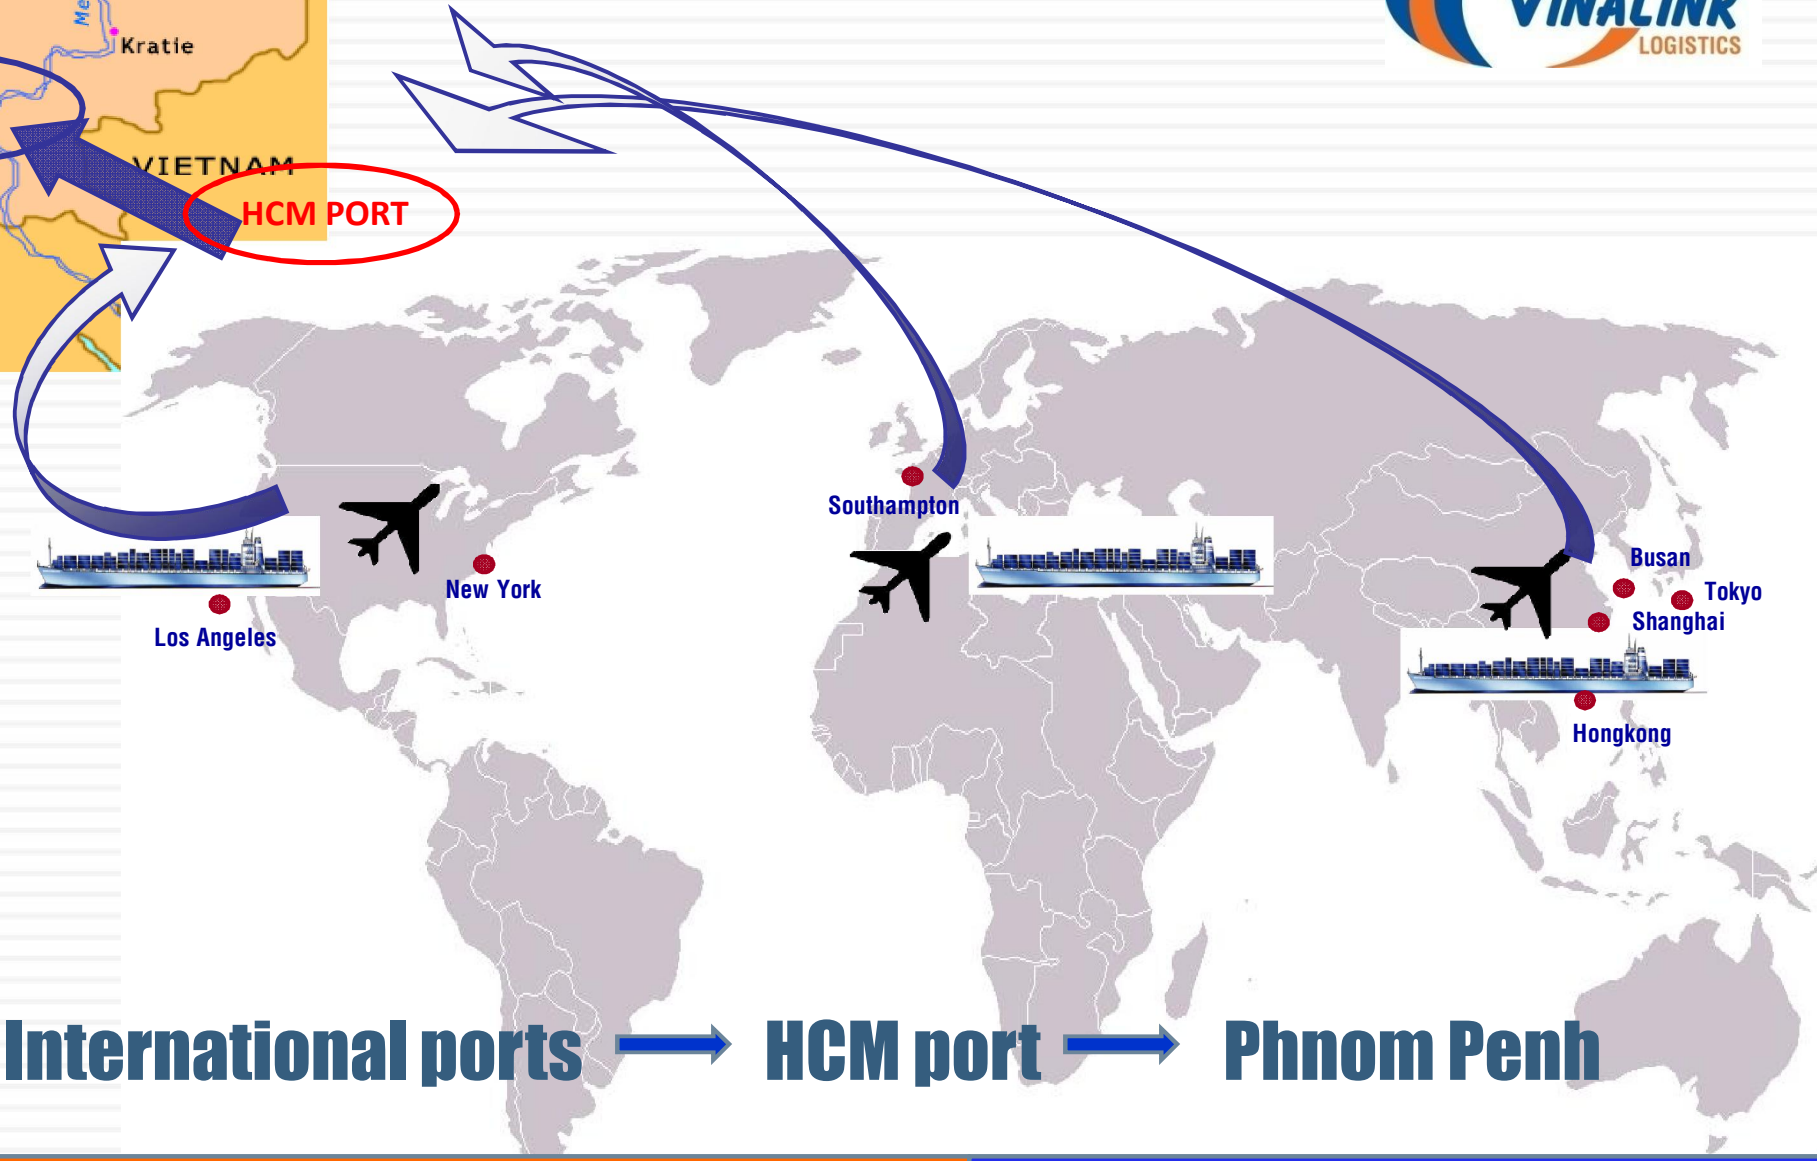 VINALINK
LOGISTICS
Me
Kratie
VIETNAM
HCM PORT
Southampton
New York
Los Angeles
Busan
Tokyo
Shanghai
Hongkong
International ports HCM port Phnom Penh